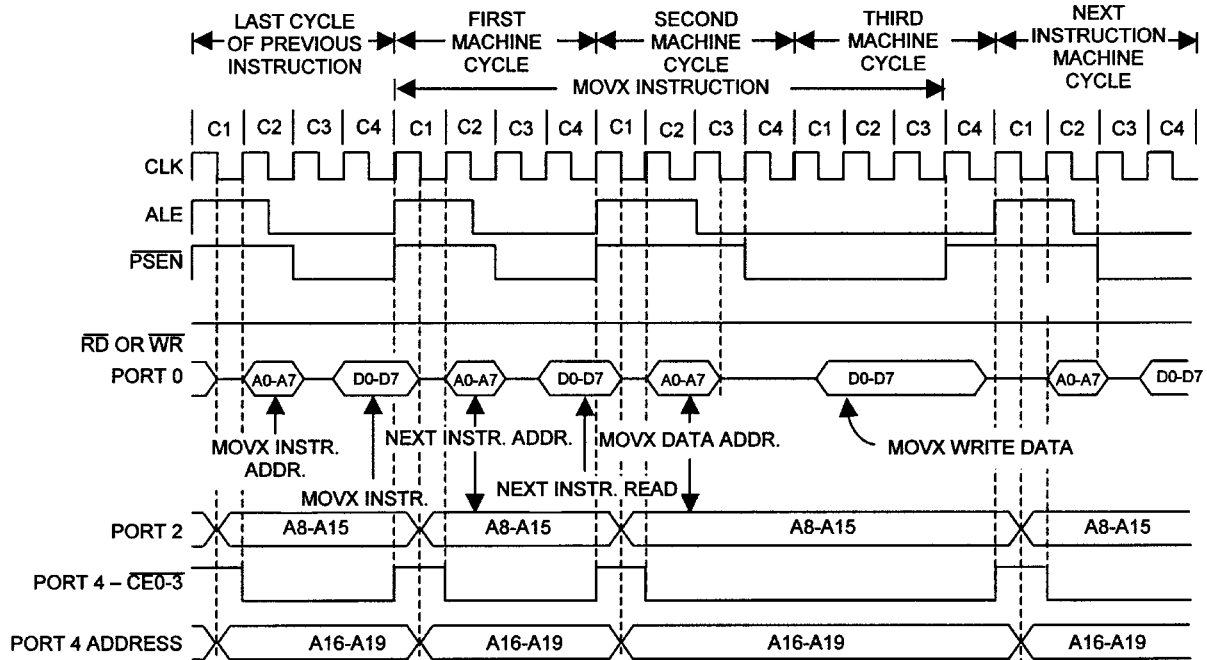 LAST CYCLE OF PREVIOUS INSTRUCTION
FIRST MACHINE CYCLE
SECOND MACHINE CYCLE
THIRD MACHINE CYCLE
NEXT INSTRUCTION MACHINE CYCLE
MOVX INSTRUCTION
C1 C2 C3 C4 C1 C2 C3 C4 C1 C2 C3 C4 C1 C2 C3 C4 C1 C2 C3 C4
CLK
ALE
PSEN
RD OR WR
PORT 0 A0-A7 D0-D7 A0-A7 D0-D7 A0-A7 D0-D7 A0-A7 D0-D7
MOVX INSTR. ADDR.
NEXT INSTR. ADDR.
MOVX DATA ADDR.
MOVX WRITE DATA
MOVX INSTR.
NEXT INSTR. READ
PORT 2 A8-A15 A8-A15 A8-A15 A8-A15
PORT 4 – CE0-3
PORT 4 ADDRESS A16-A19 A16-A19 A16-A19 A16-A19